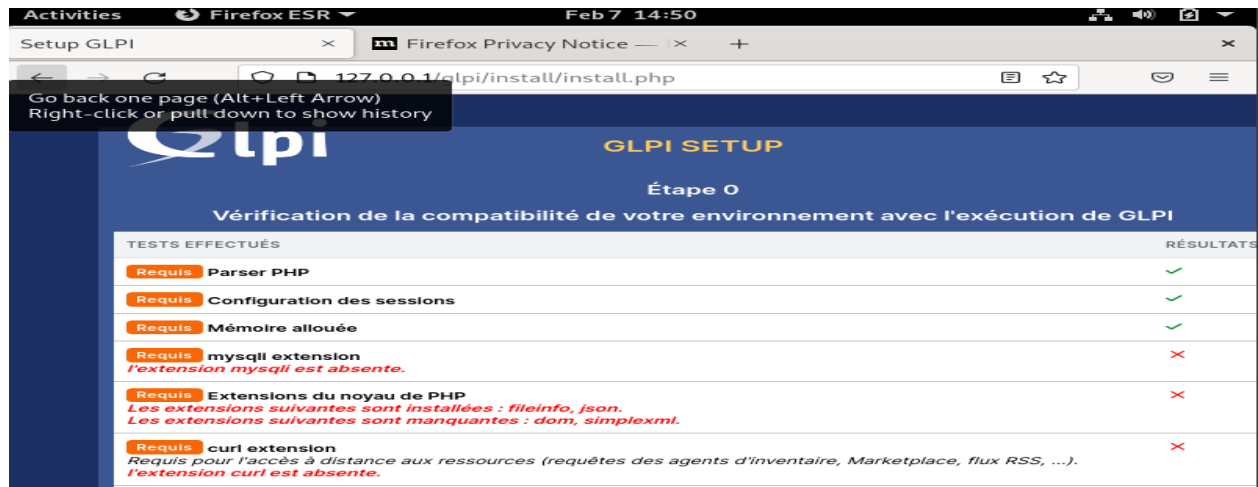 Activities Firefox ESR Feb 7 14:50
Setup GLPI Firefox Privacy Notice —
127.0.0.1/glpi/install/install.php
Go back one page (Alt+Left Arrow)
Right-click or pull down to show history
Glpi
GLPI SETUP
Étape 0
Vérification de la compatibilité de votre environnement avec l'exécution de GLPI
TESTS EFFECTUÉS RÉSULTATS
Requis Parser PHP
Requis Configuration des sessions
Requis Mémoire allouée
Requis mysqli extension
l'extension mysqli est absente.
Requis Extensions du noyau de PHP
Les extensions suivantes sont installées : fileinfo, json.
Les extensions suivantes sont manquantes : dom, simplexml.
Requis curl extension
Requis pour l'accès à distance aux ressources (requêtes des agents d'inventaire, Marketplace, flux RSS, ...).
l'extension curl est absente.